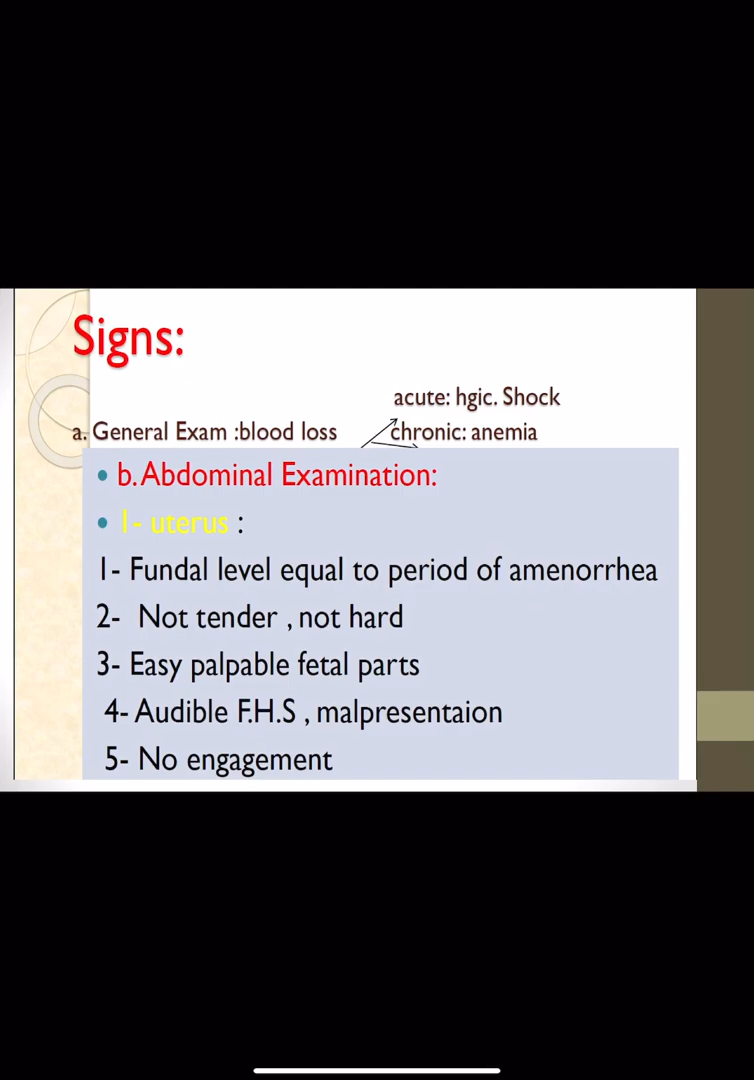 Signs:
acute: hgic. Shock
a. General Exam :blood loss
chronic: anemia
• b. Abdominal Examination:
• 1- uterus :
1- Fundal level equal to period of amenorrhea
2- Not tender , not hard
3- Easy palpable fetal parts
4- Audible F.H.S , malpresentaion
5- No engagement